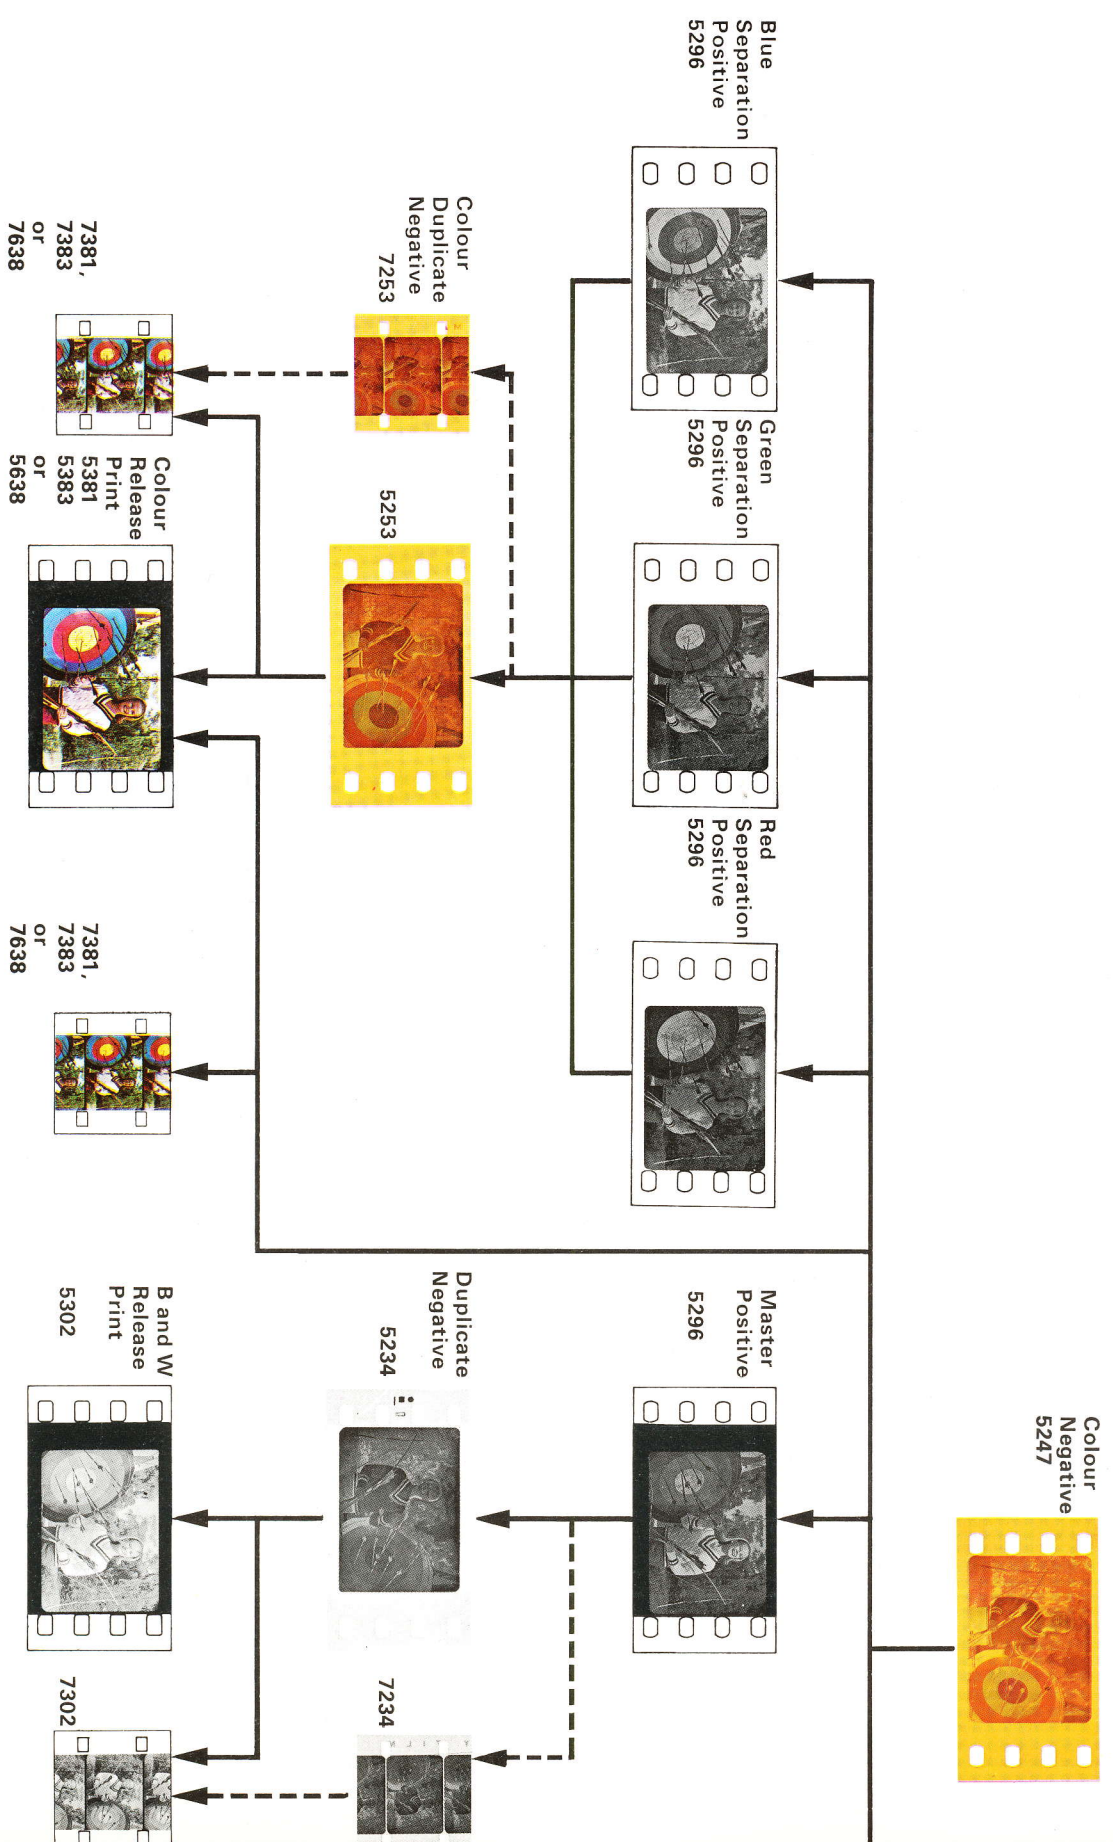 Colour
Negative
5247
Blue
Separation
Positive
5296
Green
Separation
Positive
5296
Red
Separation
Positive
5296
Master
Positive
5296
Colour
Duplicate
Negative
7253
5253
Duplicate
Negative
5234
7234
7381,
7383
or
7638
Colour
Release
Print
5381
5383
or
5638
7381,
7383
or
7638
B and W
Release
Print
5302
7302